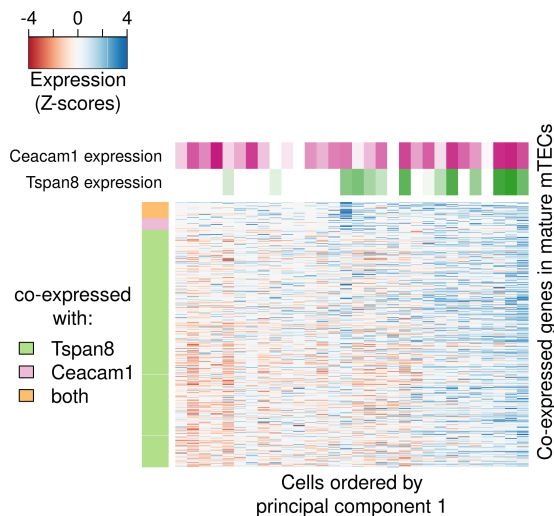 -4 0 4
Expression
(Z-scores)
Ceacam1 expression
Tspan8 expression
co-expressed
with:
Tspan8
Ceacam1
both
Co-expressed genes in mature mTECs
Cells ordered by
principal component 1